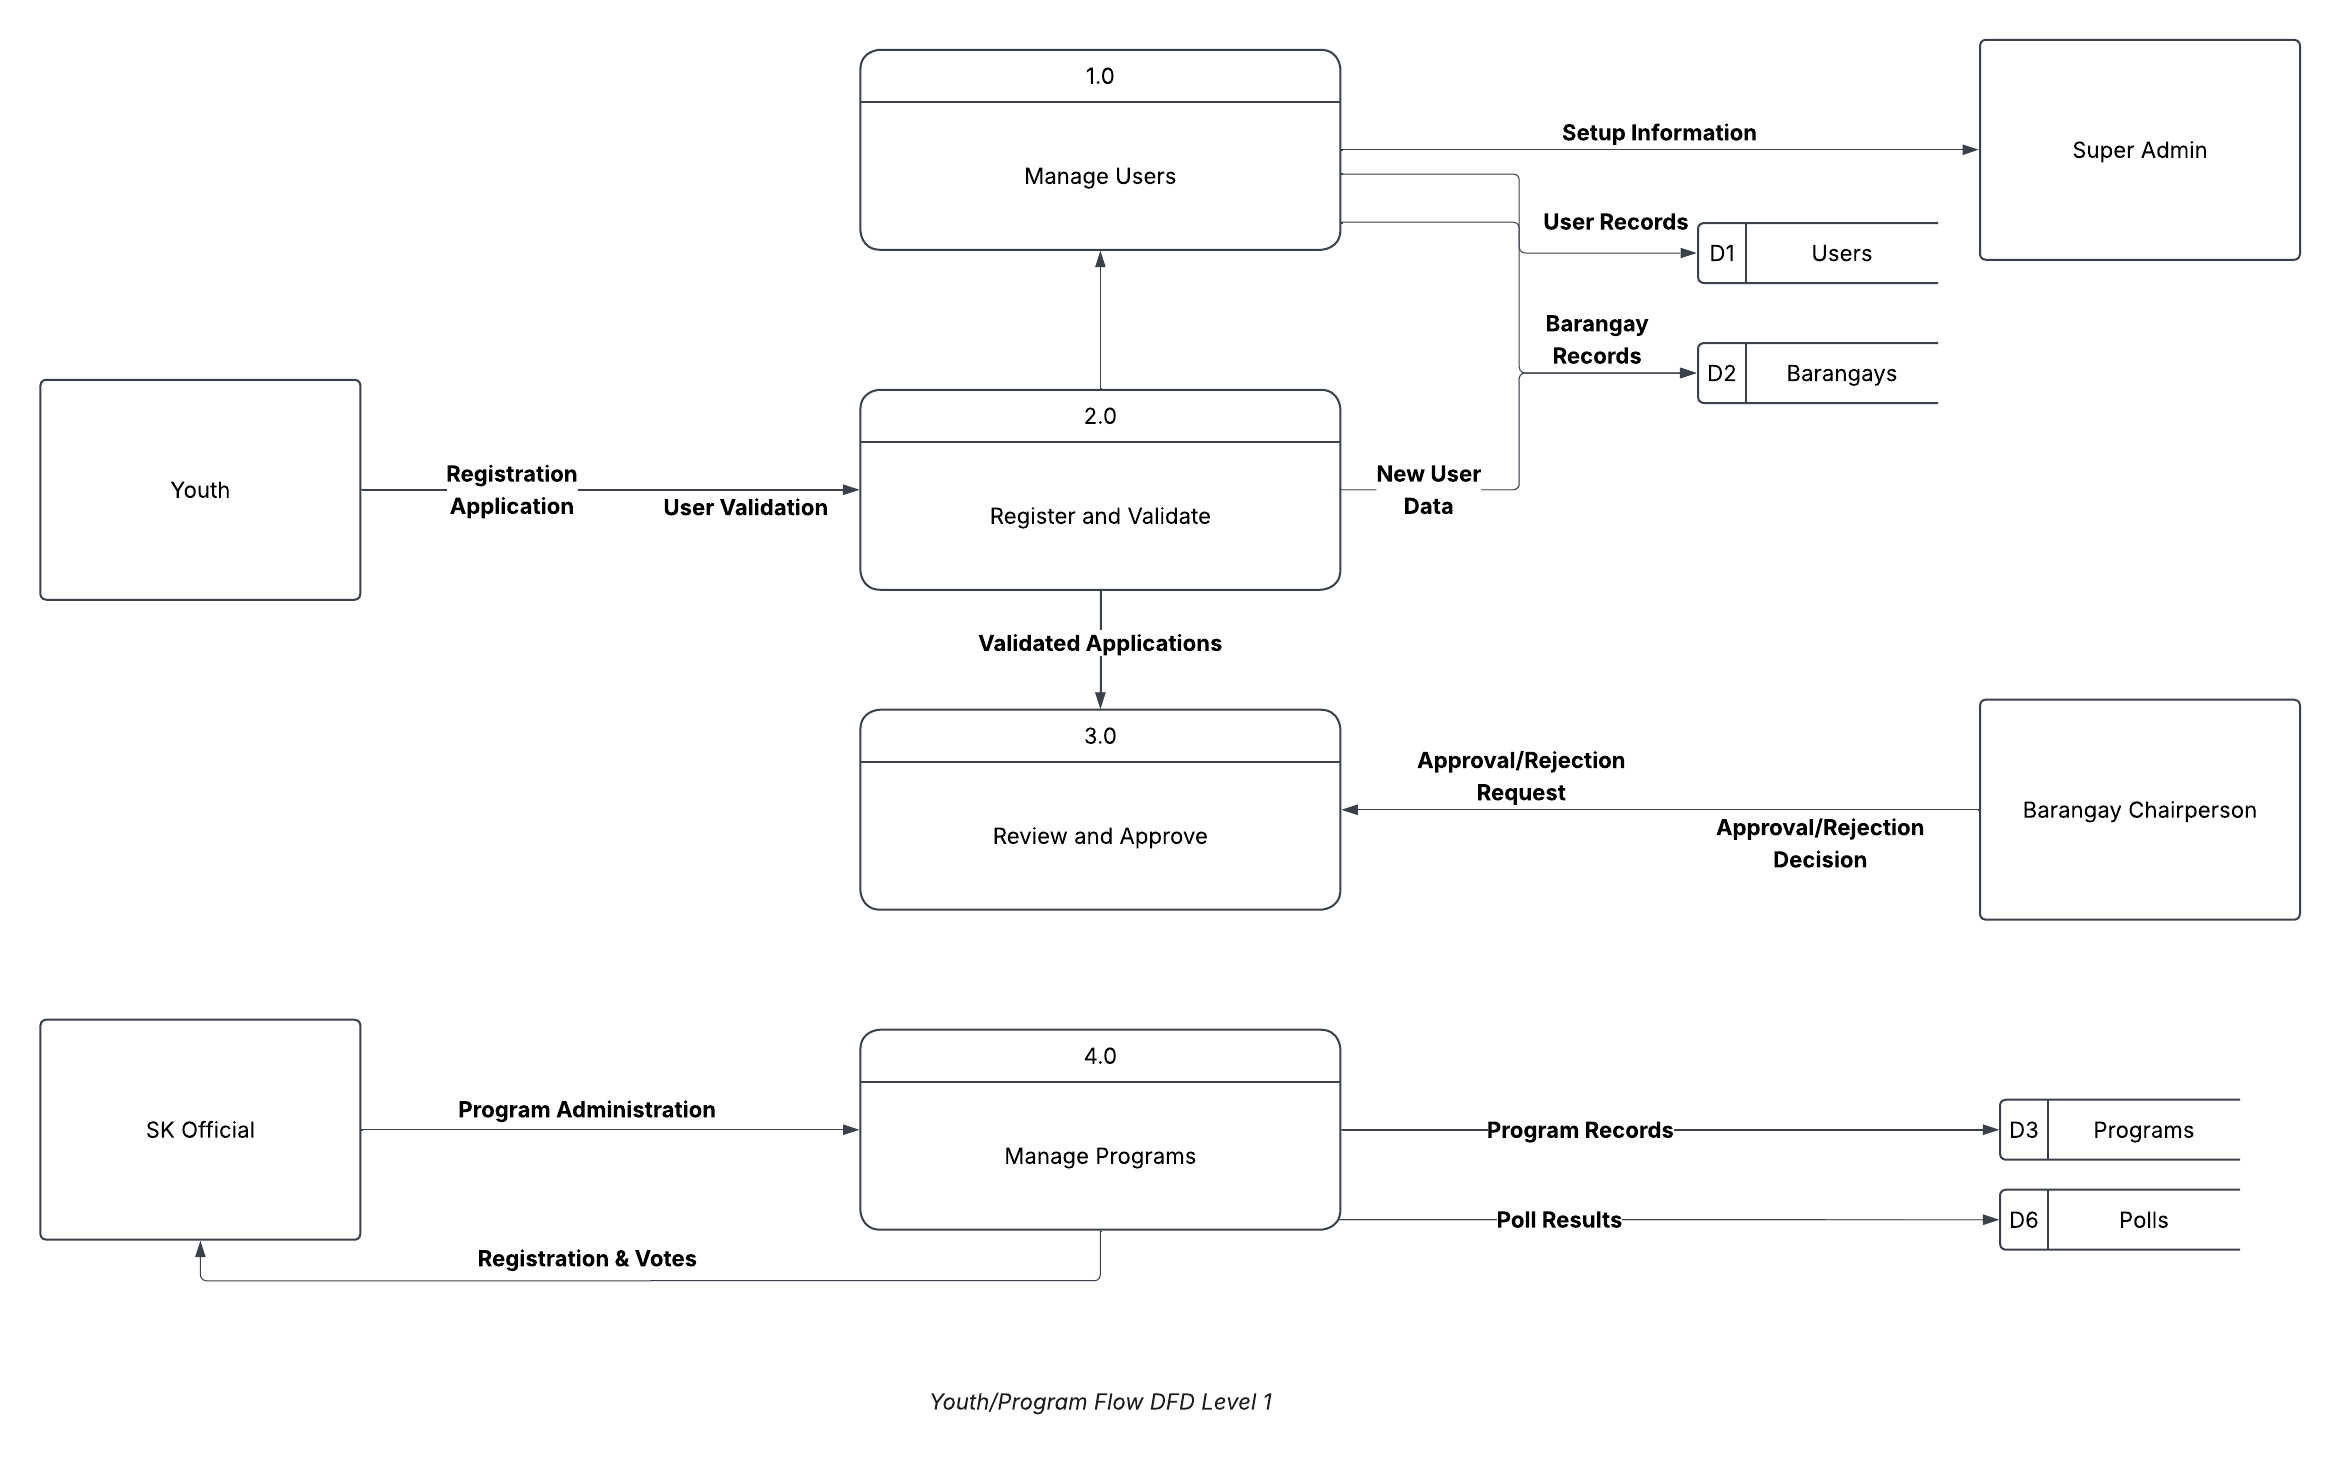 1.0
Manage Users
Setup Information
Super Admin
User Records
D1
Users
Barangay
Records
D2
Barangays
Youth
Registration
Application
User Validation
2.0
Register and Validate
New User
Data
Validated Applications
3.0
Review and Approve
Approval/Rejection
Request
Approval/Rejection
Decision
Barangay Chairperson
SK Official
Program Administration
4.0
Manage Programs
Program Records
D3
Programs
Poll Results
D6
Polls
Registration & Votes
Youth/Program Flow DFD Level 1